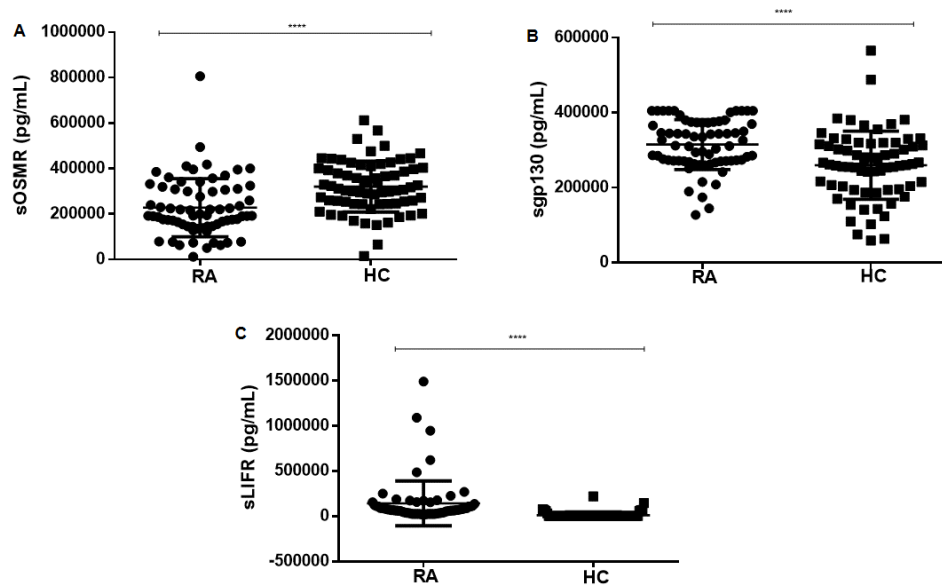 A
****
1000000
800000
600000
400000
200000
0
sOSMR (pg/mL)
RA HC
B
****
600000
400000
200000
0
sgp130 (pg/mL)
RA HC
C
****
2000000
1500000
1000000
500000
0
-500000
sLIFR (pg/mL)
RA HC